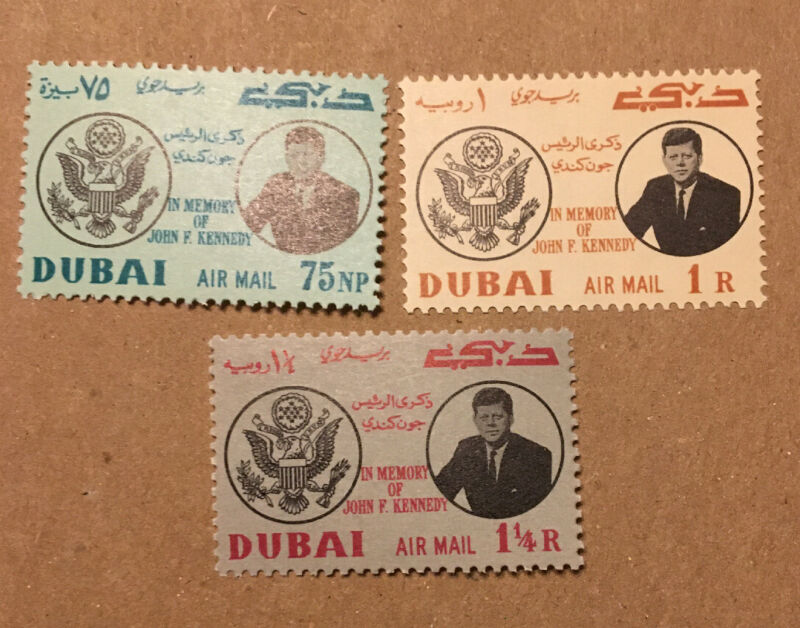 ٧٥ بيزة بريد جوي دبي
ذكرى الرئيس
جون كندي
IN MEMORY
OF
JOHN F. KENNEDY
DUBAI AIR MAIL 75 NP
١ روبية بريد جوي دبي
ذكرى الرئيس
جون كندي
IN MEMORY
OF
JOHN F. KENNEDY
DUBAI AIR MAIL 1 R
١¼ روبية بريد جوي دبي
ذكرى الرئيس
جون كندي
IN MEMORY
OF
JOHN F. KENNEDY
DUBAI AIR MAIL 1¼ R